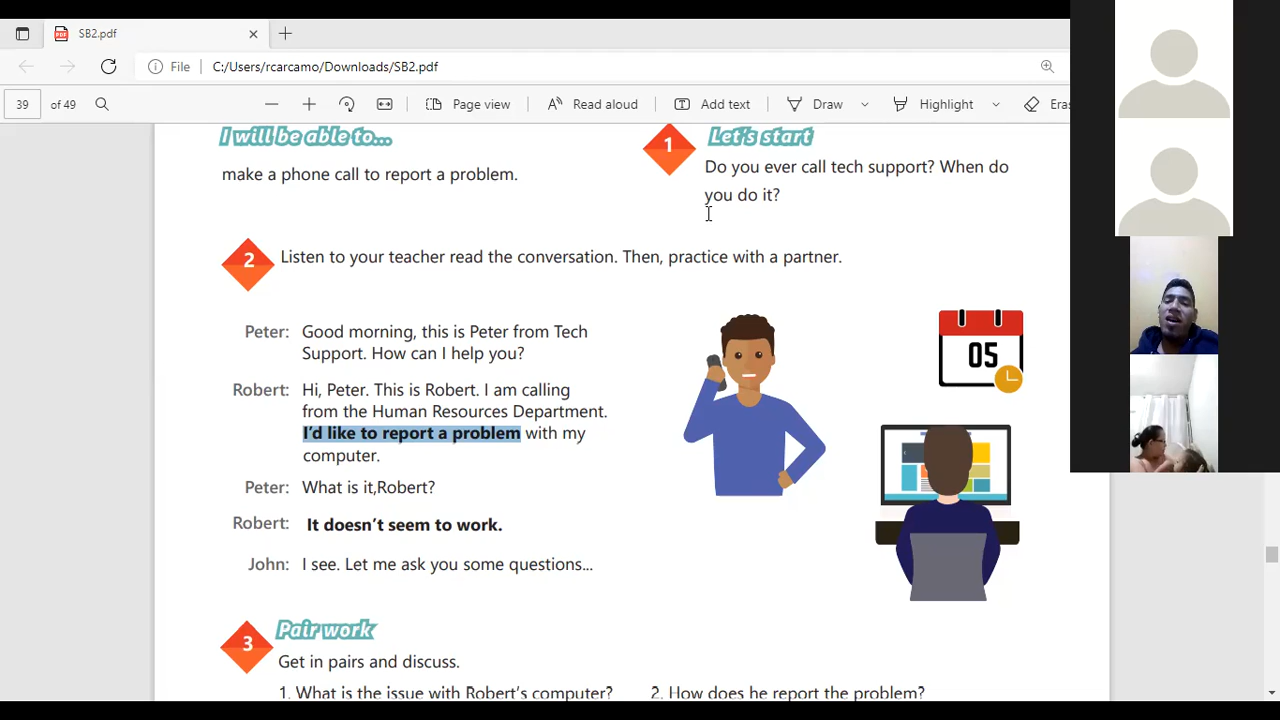 SB2.pdf
File
C:/Users/rcarcamo/Downloads/SB2.pdf
39
of 49
Page view
Read aloud
Add text
Draw
Highlight
Eras
I will be able to...
make a phone call to report a problem.
1
Let's start
Do you ever call tech support? When do
you do it?
2
Listen to your teacher read the conversation. Then, practice with a partner.
Peter: Good morning, this is Peter from Tech
Support. How can I help you?
Robert: Hi, Peter. This is Robert. I am calling
from the Human Resources Department.
I'd like to report a problem with my
computer.
Peter: What is it,Robert?
Robert: It doesn't seem to work.
John: I see. Let me ask you some questions...
05
3
Pair work
Get in pairs and discuss.
1. What is the issue with Robert's computer?
2. How does he report the problem?